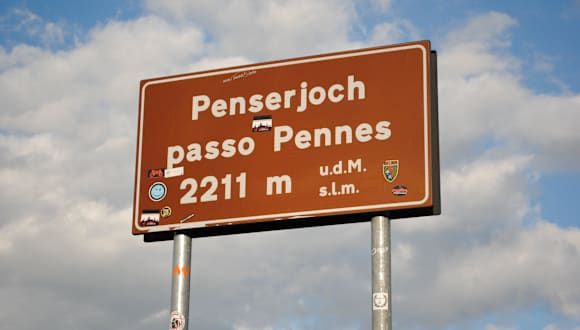 Penserjoch
passo Pennes
2211 m u.d.M.
s.l.m.